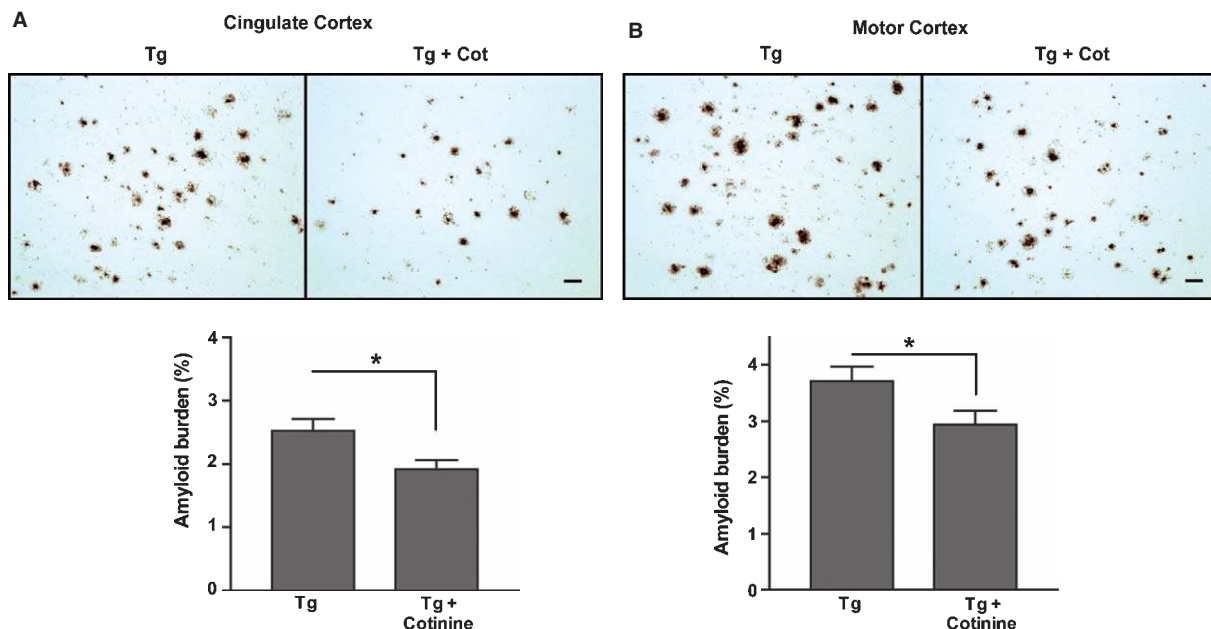 A
Cingulate Cortex
Tg
Tg + Cot
B
Motor Cortex
Tg
Tg + Cot
Amyloid burden (%)
4
3
2
1
0
*
Tg
Tg +
Cotinine
Amyloid burden (%)
4
3
2
1
0
*
Tg
Tg +
Cotinine